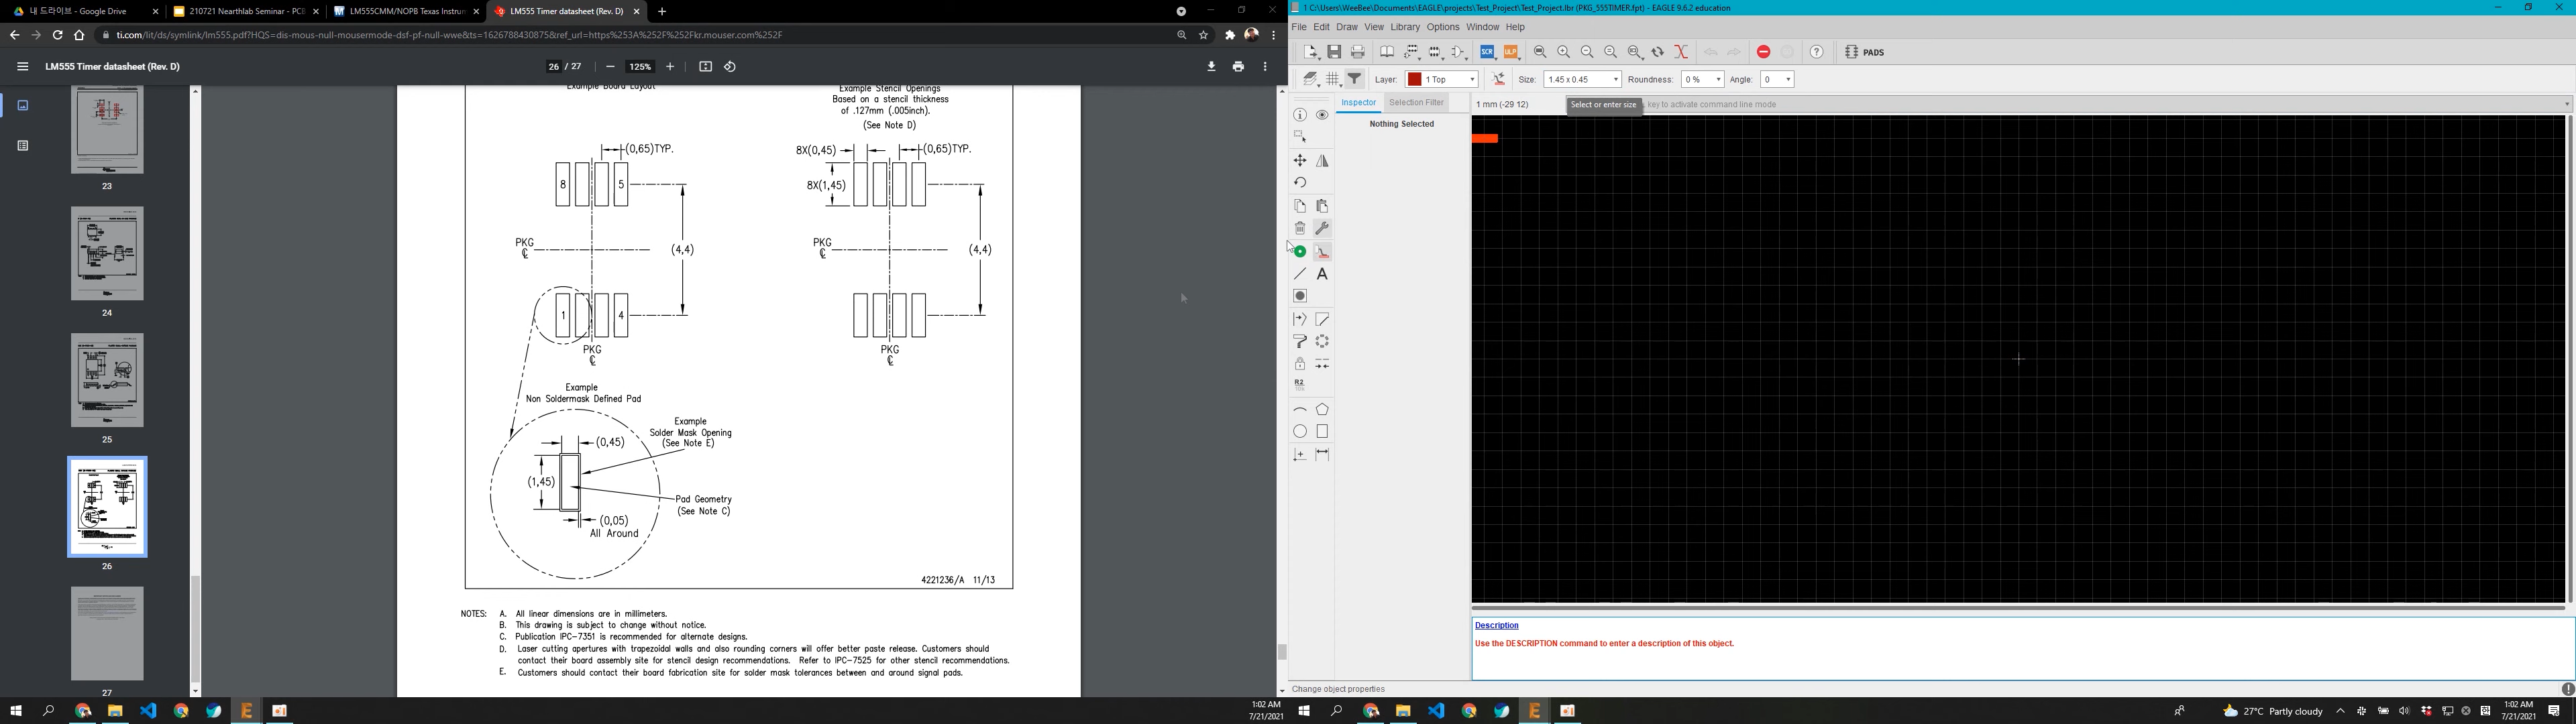 내 드라이브 - Google Drive
210721 Nearthlab Seminar - PCB
LM555CMM/NOPB Texas Instrum
LM555 Timer datasheet (Rev. D)
ti.com/lit/ds/symlink/lm555.pdf?HQS=dis-mous-null-mousermode-dsf-pf-null-wwe&ts=1626788430875&ref_url=https%253A%252F%252Fkr.mouser.com%252F
LM555 Timer datasheet (Rev. D)
26 / 27
125%
23
24
25
26
27
Example Board Layout
Example Stencil Openings
Based on a stencil thickness
of .127mm (.005inch).
(See Note D)
(0,65)TYP.
8X(0,45)
(0,65)TYP.
8
5
8X(1,45)
PKG
(4,4)
PKG
(4,4)
1
4
PKG
PKG
Example
Non Soldermask Defined Pad
Example
Solder Mask Opening
(See Note E)
(0,45)
(1,45)
Pad Geometry
(See Note C)
(0,05)
All Around
4221236/A 11/13
NOTES: A. All linear dimensions are in millimeters.
B. This drawing is subject to change without notice.
C. Publication IPC-7351 is recommended for alternate designs.
D. Laser cutting apertures with trapezoidal walls and also rounding corners will offer better paste release. Customers should
contact their board assembly site for stencil design recommendations. Refer to IPC-7525 for other stencil recommendations.
E. Customers should contact their board fabrication site for solder mask tolerances between and around signal pads.
1:02 AM
7/21/2021
1 C:\Users\WeeBee\Documents\EAGLE\projects\Test_Project\Test_Project.lbr (PKG_555TIMER.fpt) - EAGLE 9.6.2 education
File Edit Draw View Library Options Window Help
SCR
ULP
PADS
Layer: 1 Top
Size: 1.45 x 0.45
Roundness: 0 %
Angle: 0
Inspector
Selection Filter
1 mm (-29 12)
Select or enter size
key to activate command line mode
Nothing Selected
A
R2
10k
Description
Use the DESCRIPTION command to enter a description of this object.
Change object properties
27°C Partly cloudy
1:02 AM
7/21/2021